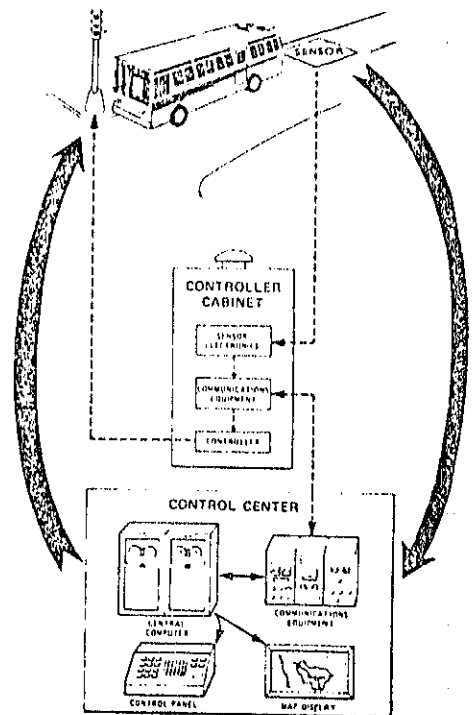 SENSOR
CONTROLLER
CABINET
SENSOR
ELECTRONICS
COMMUNICATIONS
EQUIPMENT
CONTROLLER
CONTROL CENTER
CENTRAL
COMPUTER
COMMUNICATIONS
EQUIPMENT
CONTROL PANEL
MAP DISPLAY